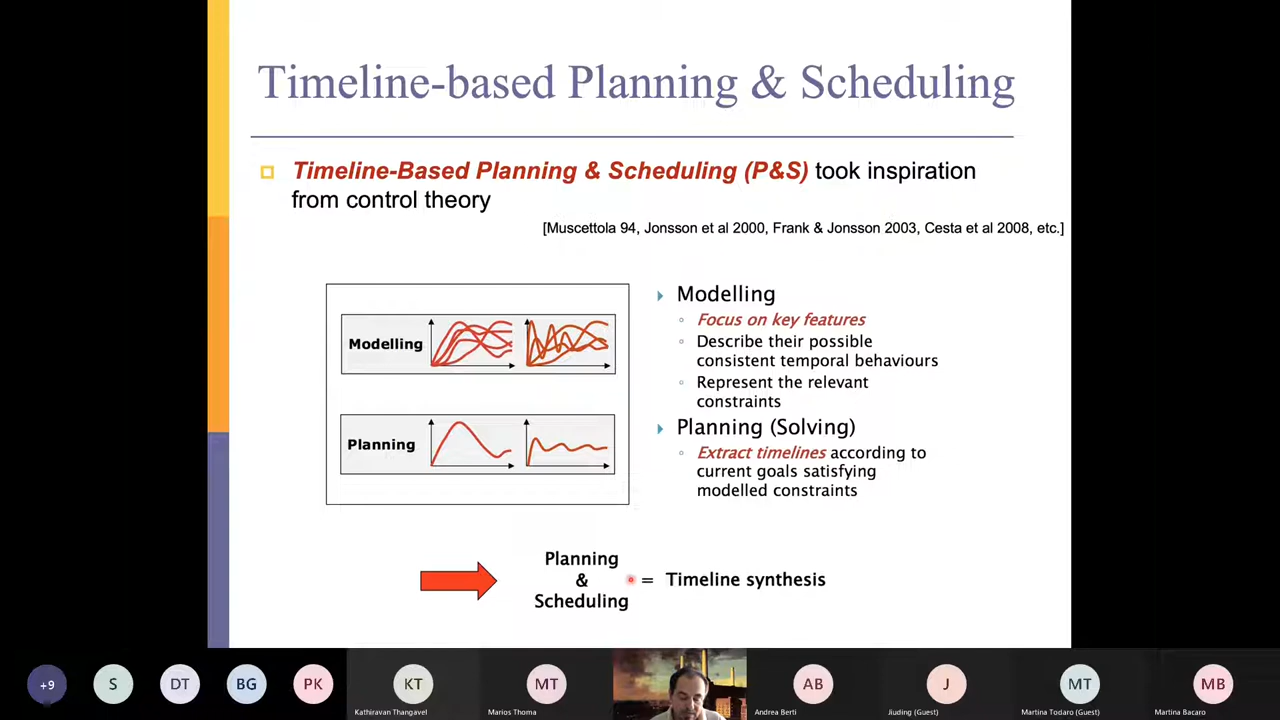 Timeline-based Planning & Scheduling
Timeline-Based Planning & Scheduling (P&S) took inspiration
from control theory
[Muscettola 94, Jonsson et al 2000, Frank & Jonsson 2003, Cesta et al 2008, etc.]
Modelling
Planning
Modelling
Focus on key features
Describe their possible
consistent temporal behaviours
Represent the relevant
constraints
Planning (Solving)
Extract timelines according to
current goals satisfying
modelled constraints
Planning
&
Scheduling
= Timeline synthesis
+9
S
DT
BG
PK
KT
Kathiravan Thangavel
MT
Marios Thoma
AB
Andrea Berti
J
Jiuding (Guest)
MT
Martina Todaro (Guest)
MB
Martina Bacaro